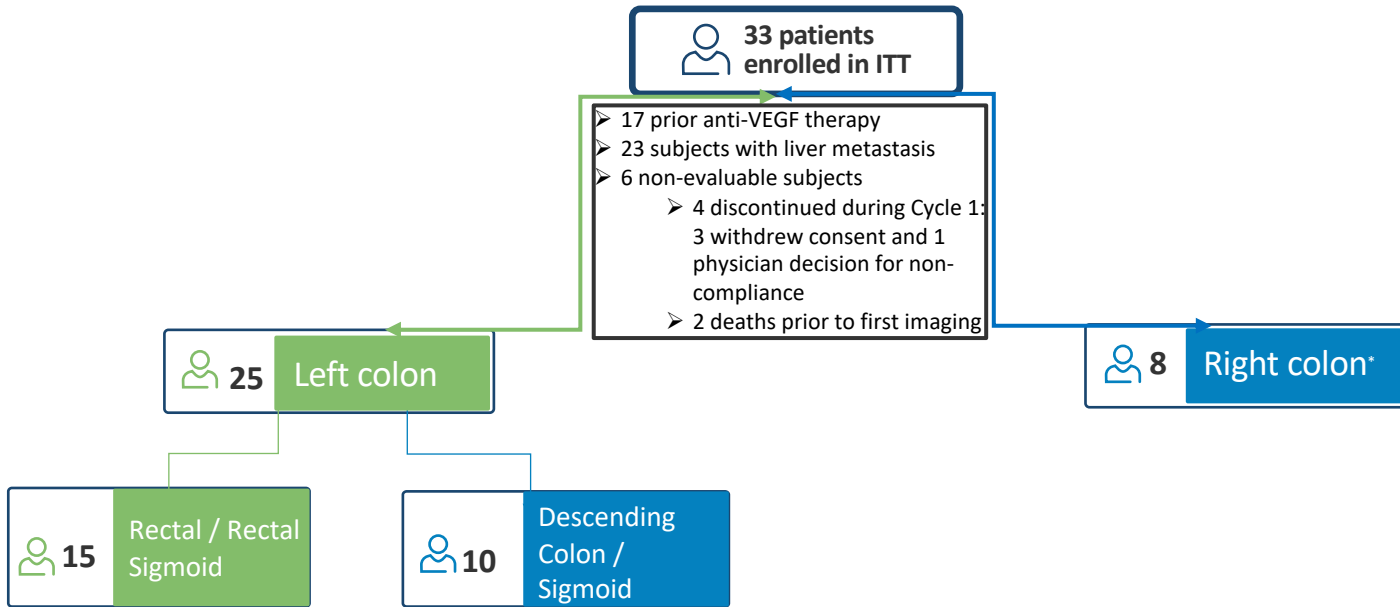 33 patients
enrolled in ITT
➢ 17 prior anti-VEGF therapy
➢ 23 subjects with liver metastasis
➢ 6 non-evaluable subjects
➢ 4 discontinued during Cycle 1:
3 withdrew consent and 1
physician decision for non-
compliance
➢ 2 deaths prior to first imaging
25 Left colon
8 Right colon*
15 Rectal / Rectal
Sigmoid
10 Descending
Colon /
Sigmoid